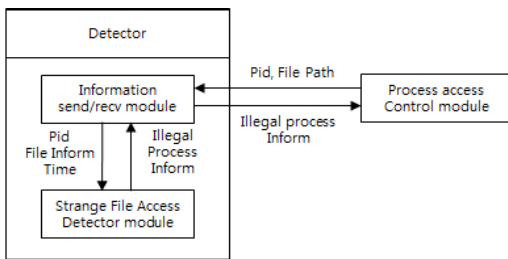 Detector
Information
send/recv module
Pid, File Path
Process access
Control module
Illegal process
Inform
Pid
File Inform
Time
Illegal
Process
Inform
Strange File Access
Detector module